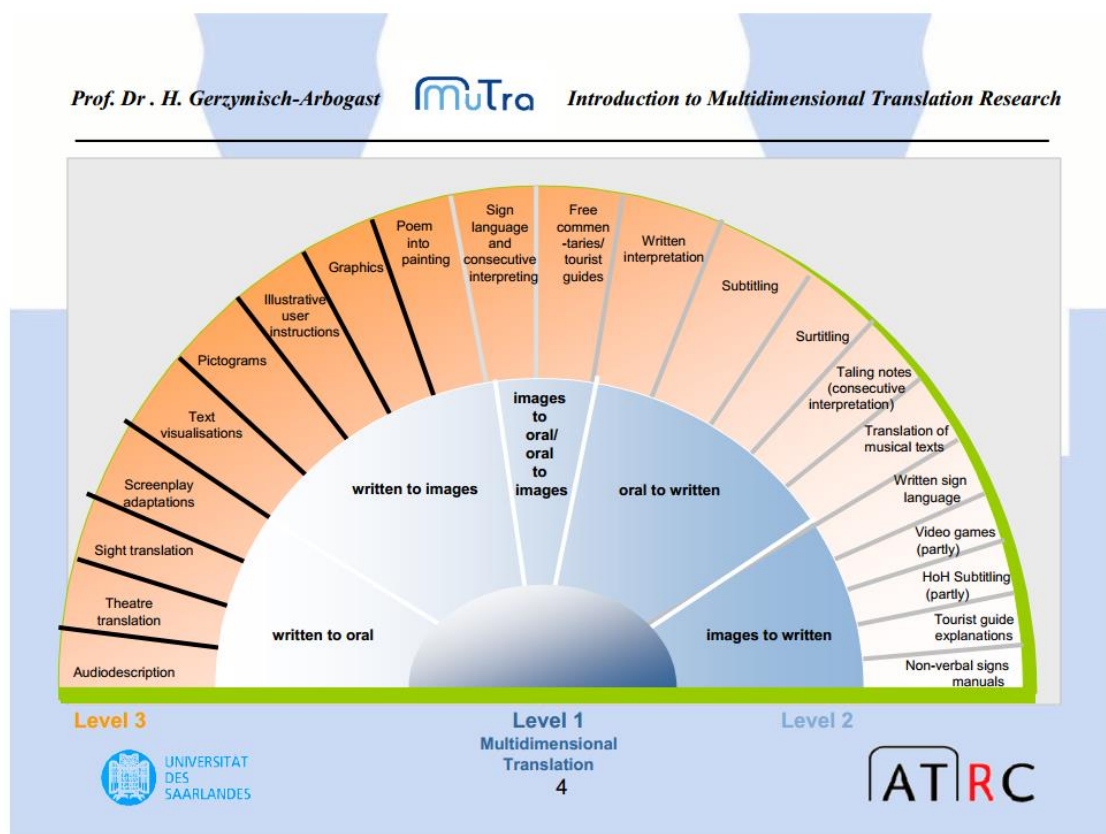 Prof. Dr . H. Gerzymisch-Arbogast
MuTra
Introduction to Multidimensional Translation Research
Audiodescription
Theatre
translation
Sight translation
Screenplay
adaptations
Text
visualisations
Pictograms
Illustrative
user
instructions
Graphics
Poem
into
painting
Sign
language
and
consecutive
interpreting
Free
commen
-taries/
tourist
guides
Written
interpretation
Subtitling
Surtitling
Taling notes
(consecutive
interpretation)
Translation of
musical texts
Written sign
language
Video games
(partly)
HoH Subtitling
(partly)
Tourist guide
explanations
Non-verbal signs
manuals
written to oral
written to images
images
to
oral/
oral
to
images
oral to written
images to written
Level 3
Level 1
Multidimensional
Translation
Level 2
UNIVERSITÄT
DES
SAARLANDES
4
ATRC